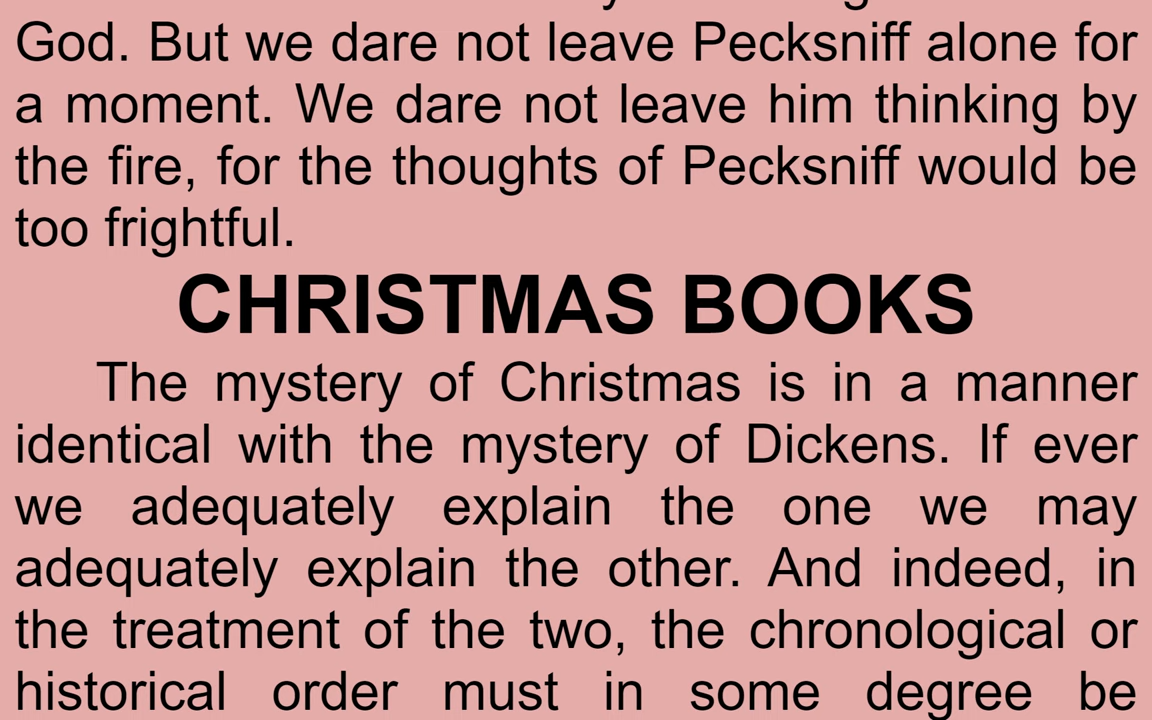 God. But we dare not leave Pecksniff alone for
a moment. We dare not leave him thinking by
the fire, for the thoughts of Pecksniff would be
too frightful.
CHRISTMAS BOOKS
The mystery of Christmas is in a manner
identical with the mystery of Dickens. If ever
we adequately explain the one we may
adequately explain the other. And indeed, in
the treatment of the two, the chronological or
historical order must in some degree be